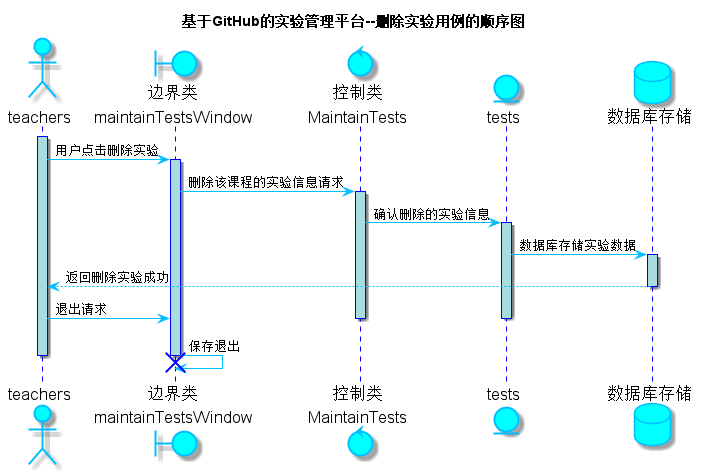 基于GitHub的实验管理平台--删除实验用例的顺序图
边界类
控制类
teachers
maintainTestsWindow
MaintainTests
tests
数据库存储
用户点击删除实验
删除该课程的实验信息请求
确认删除的实验信息
数据库存储实验数据
返回删除实验成功
退出请求
保存退出
teachers
边界类
maintainTestsWindow
控制类
MaintainTests
tests
数据库存储